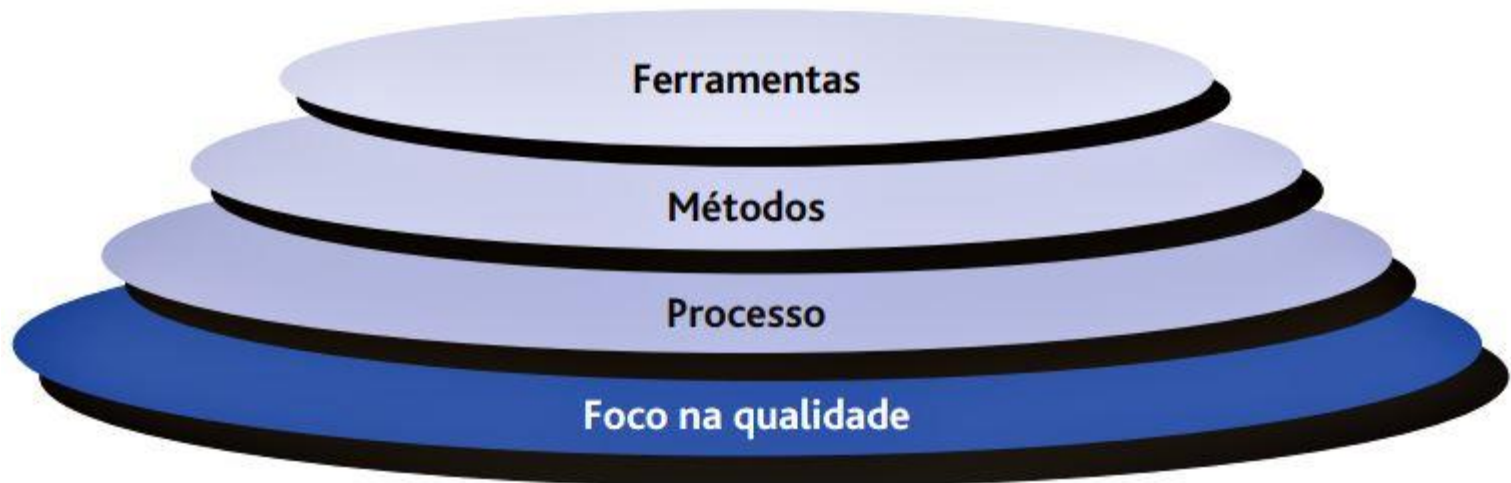 Ferramentas
Métodos
Processo
Foco na qualidade